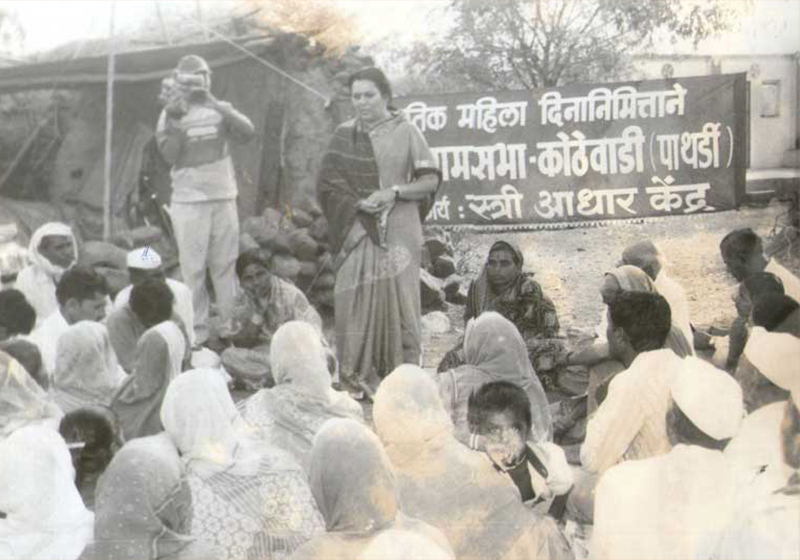 तिक महिला दिनानिमित्ताने
ामसभा-कोठेवाडी (पाथर्डी)
र्य : स्त्री आधार केंद्र